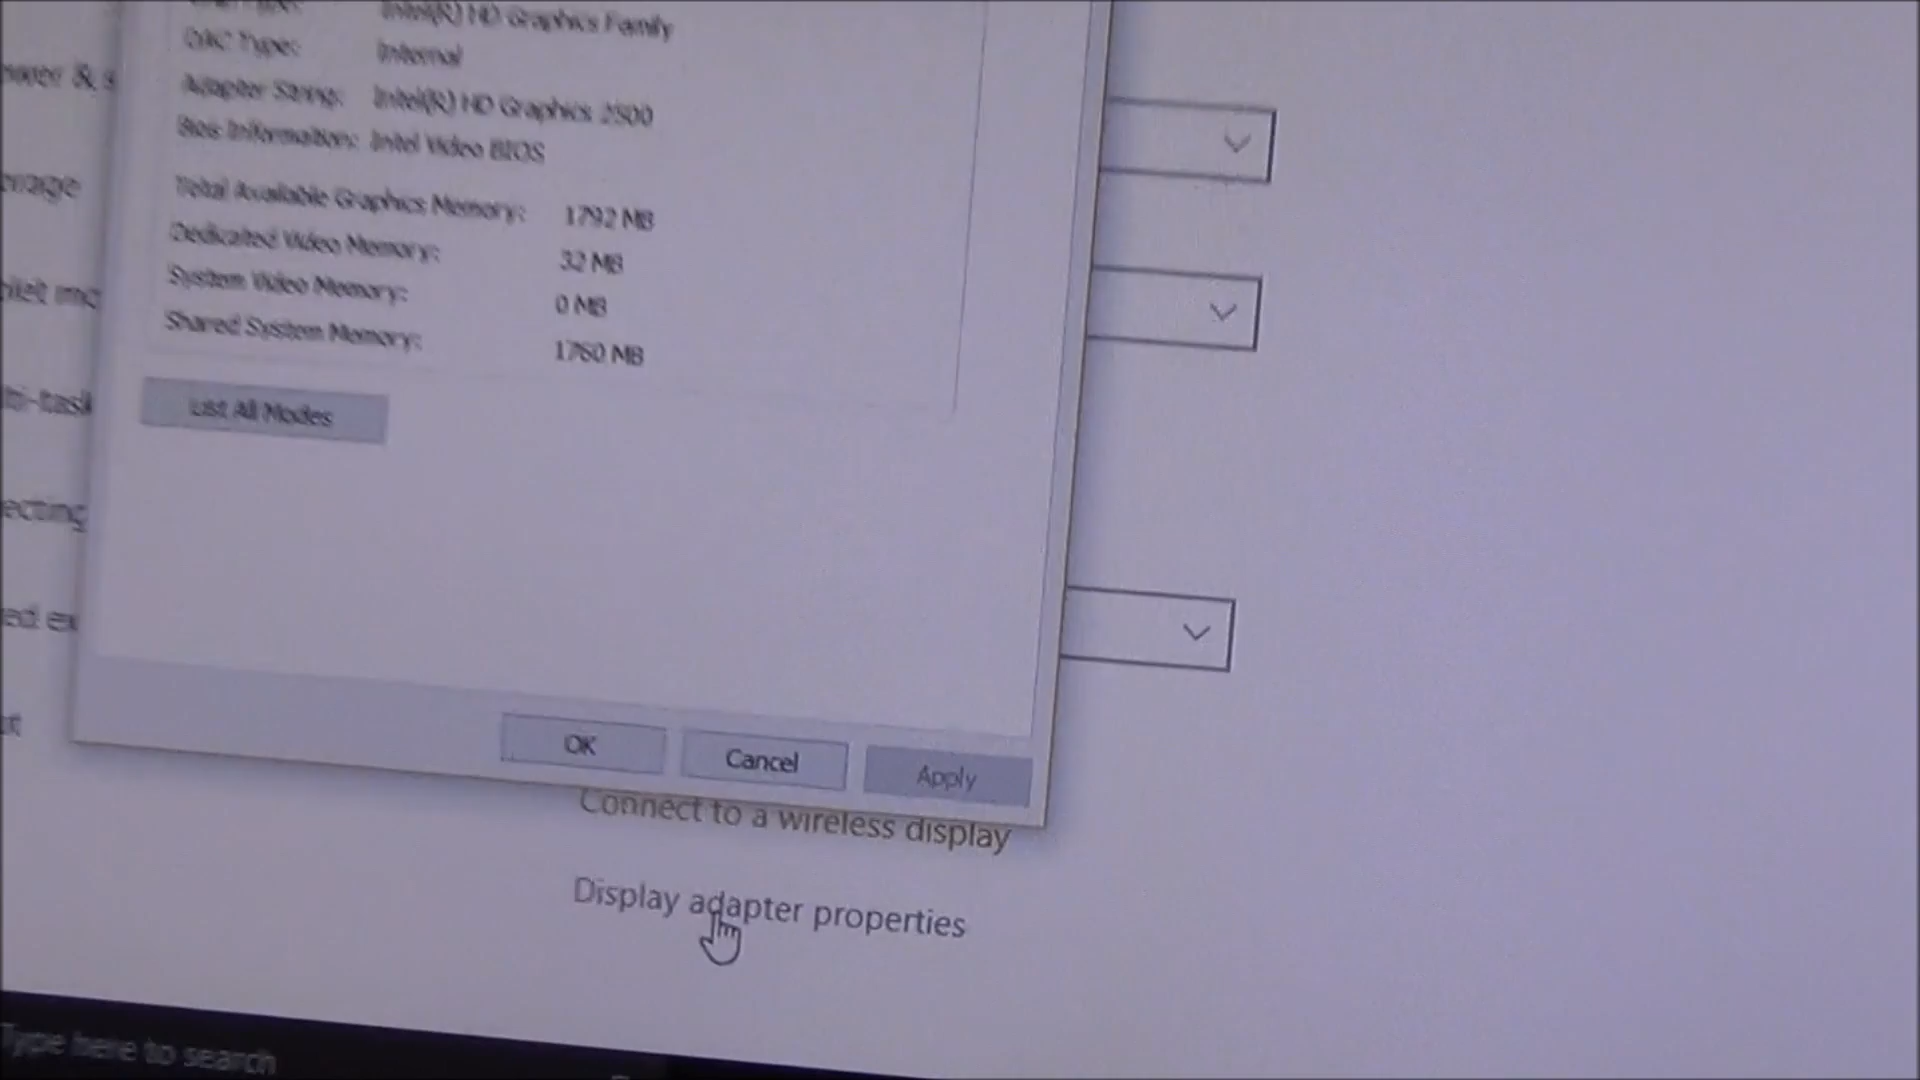 Intel(R) HD Graphics Family
DAC Type: Internal
Adapter String: Intel(R) HD Graphics 2500
Bios Information: Intel Video BIOS
Total Available Graphics Memory: 1792 MB
Dedicated Video Memory: 32 MB
System Video Memory: 0 MB
Shared System Memory: 1760 MB
List All Modes
OK Cancel Apply
Connect to a wireless display
Display adapter properties
Type here to search